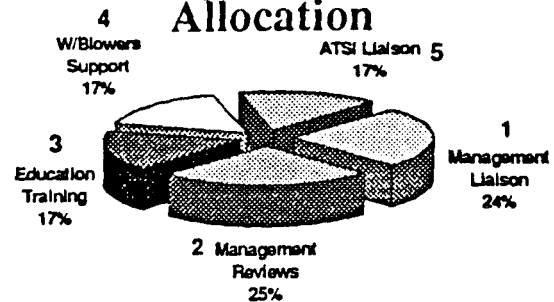 Allocation
4
W/Blowers
Support
17%
ATSI Liaison 5
17%
3
Education
Training
17%
1
Management
Liaison
24%
2 Management
Reviews
25%